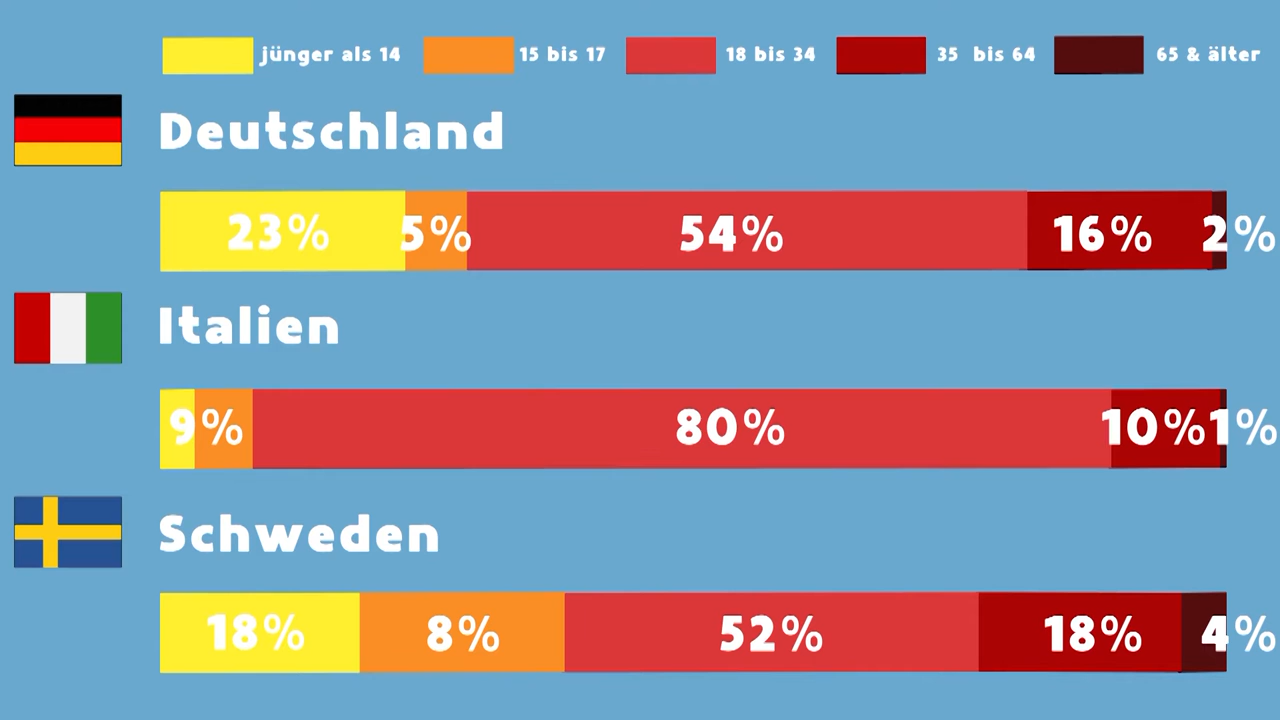 jünger als 14 15 bis 17 18 bis 34 35 bis 64 65 & älter
Deutschland
23% 5% 54% 16% 2%
Italien
9% 80% 10% 1%
Schweden
18% 8% 52% 18% 4%